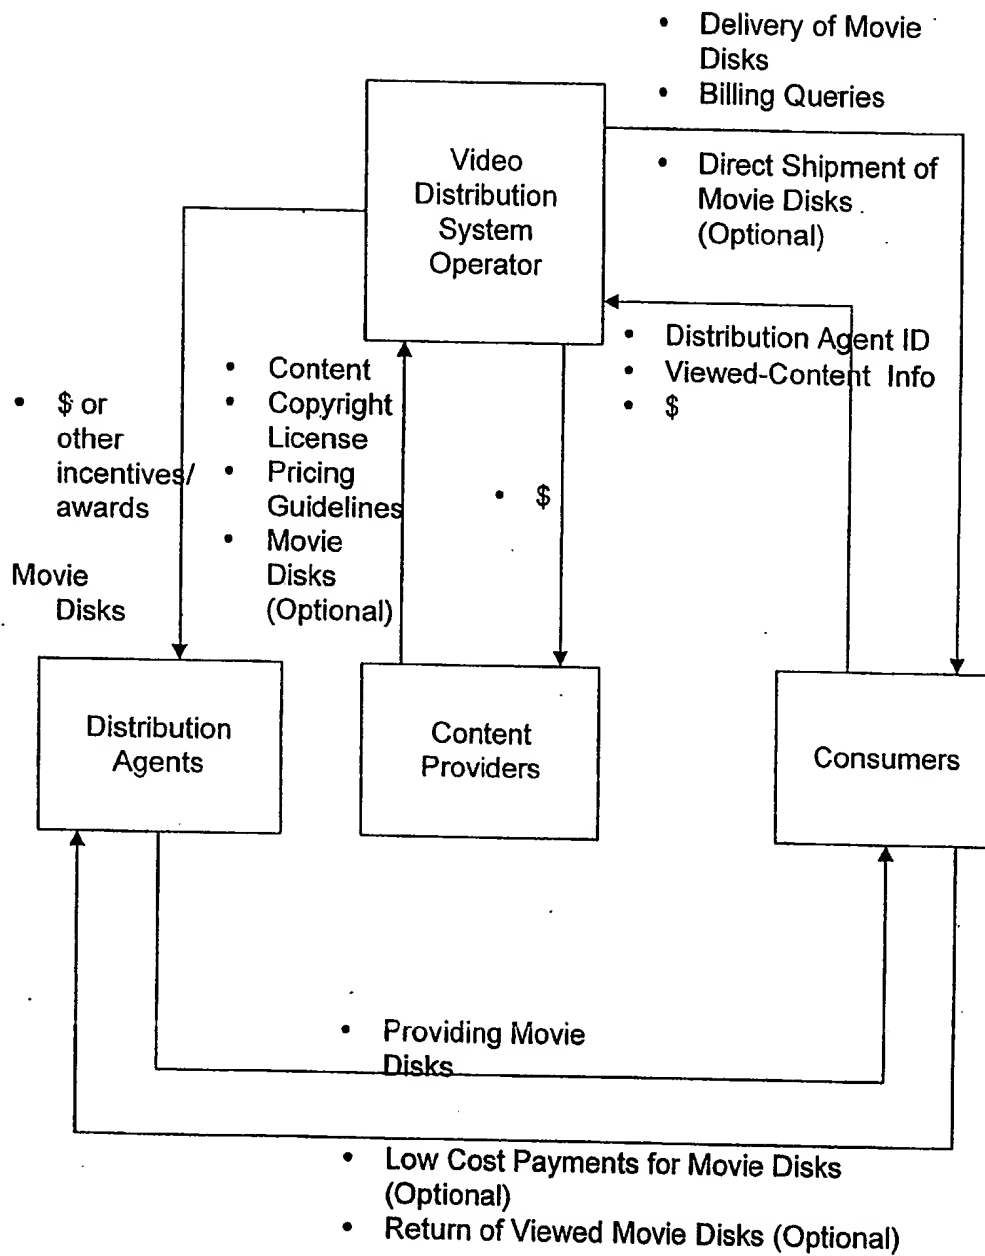 • Delivery of Movie
Disks
• Billing Queries
Video
Distribution
System
Operator
• Direct Shipment of
Movie Disks
(Optional)
• Distribution Agent ID
• Viewed-Content Info
• $
• $ or
other
incentives/
awards
Movie
Disks
• Content
• Copyright
License
• Pricing
Guidelines
• Movie
Disks
(Optional)
• $
Distribution
Agents
Content
Providers
Consumers
• Providing Movie
Disks
• Low Cost Payments for Movie Disks
(Optional)
• Return of Viewed Movie Disks (Optional)